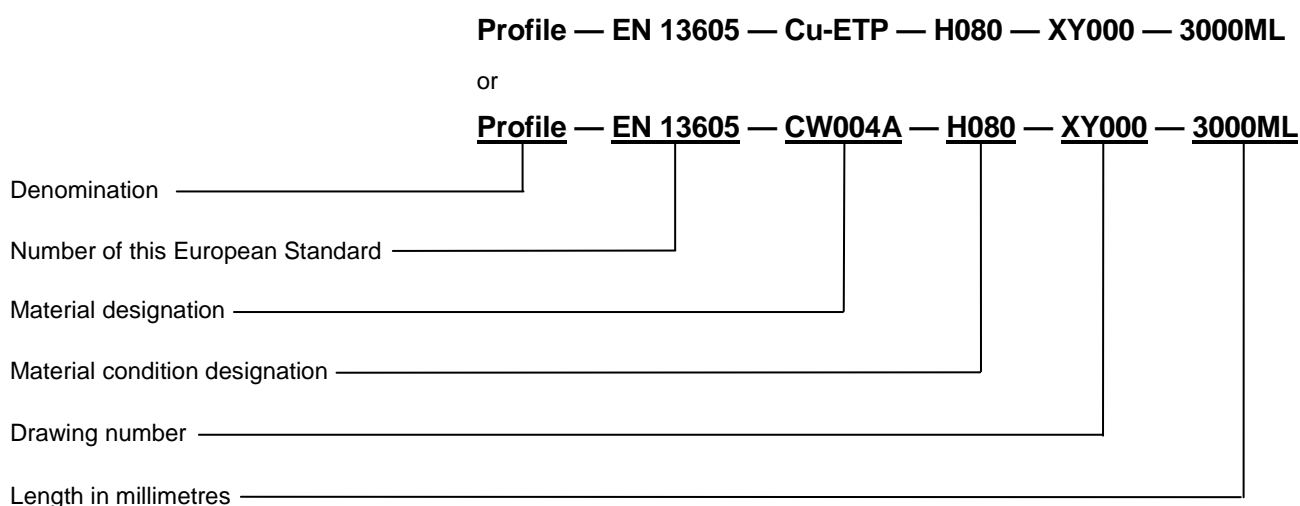 Profile — EN 13605 — Cu-ETP — H080 — XY000 — 3000ML
or
Profile — EN 13605 — CW004A — H080 — XY000 — 3000ML
Denomination
Number of this European Standard
Material designation
Material condition designation
Drawing number
Length in millimetres